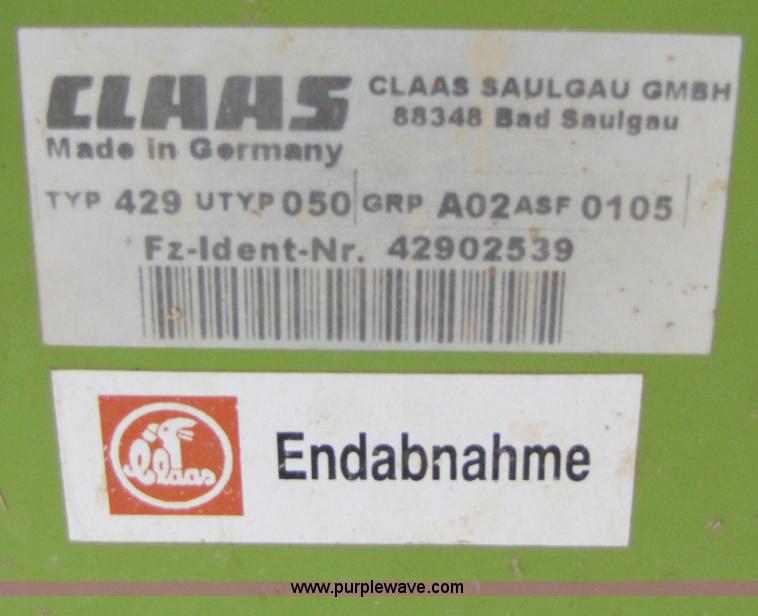 CLAAS
CLAAS SAULGAU GMBH
88348 Bad Saulgau
Made in Germany
TYP 429 UTYP 050 GRP A02 ASF 0105
Fz-Ident-Nr. 42902539
Claas
Endabnahme
www.purplewave.com